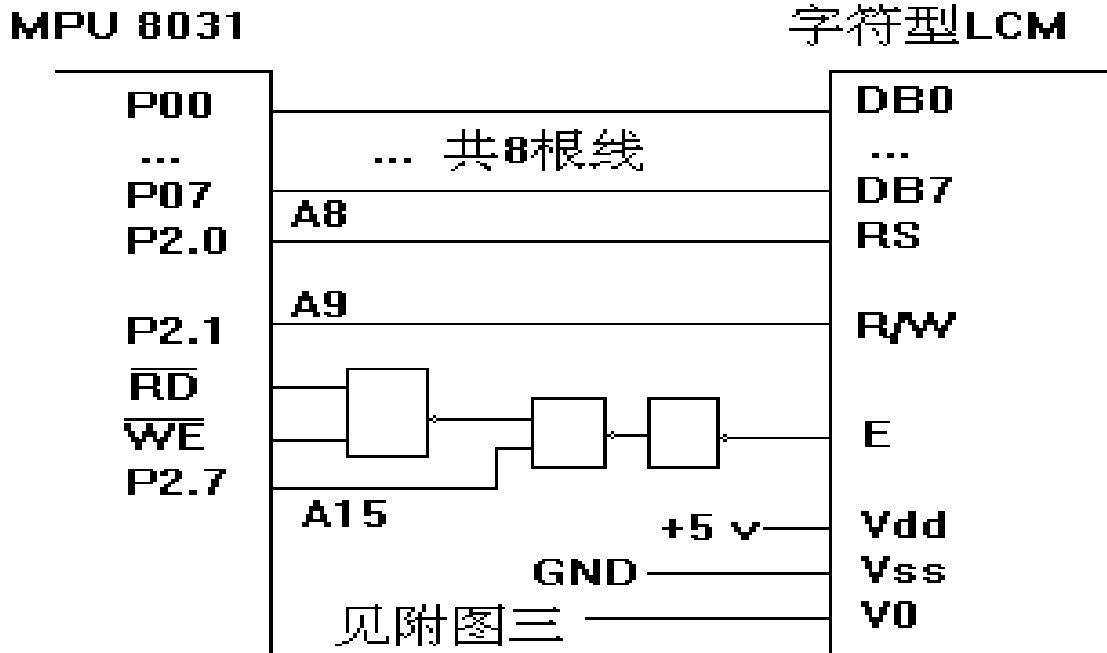 MPU 8031 字符型LCM
P00 DB0
... ... 共8根线 ...
P07 DB7
A8
P2.0 RS
A9
P2.1 R/W
RD
WE E
P2.7
A15
+5 v Vdd
GND Vss
见附图三 V0